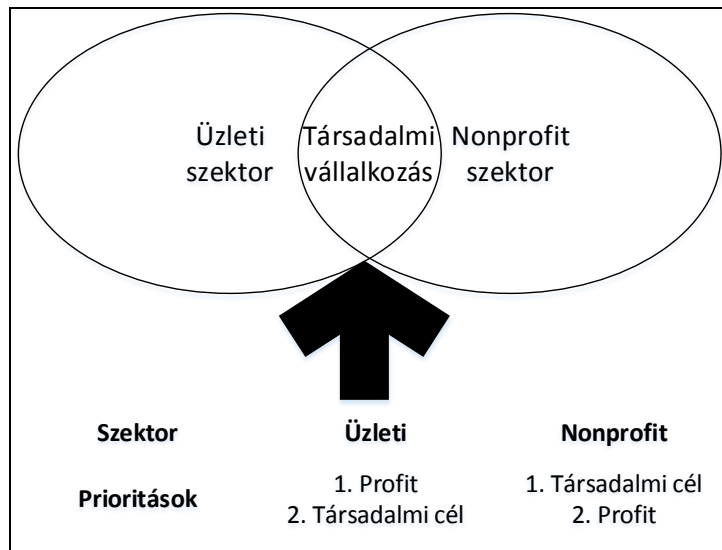 Üzleti
szektor
Társadalmi
vállalkozás
Nonprofit
szektor
Szektor Üzleti Nonprofit
Prioritások
1. Profit
2. Társadalmi cél
1. Társadalmi cél
2. Profit